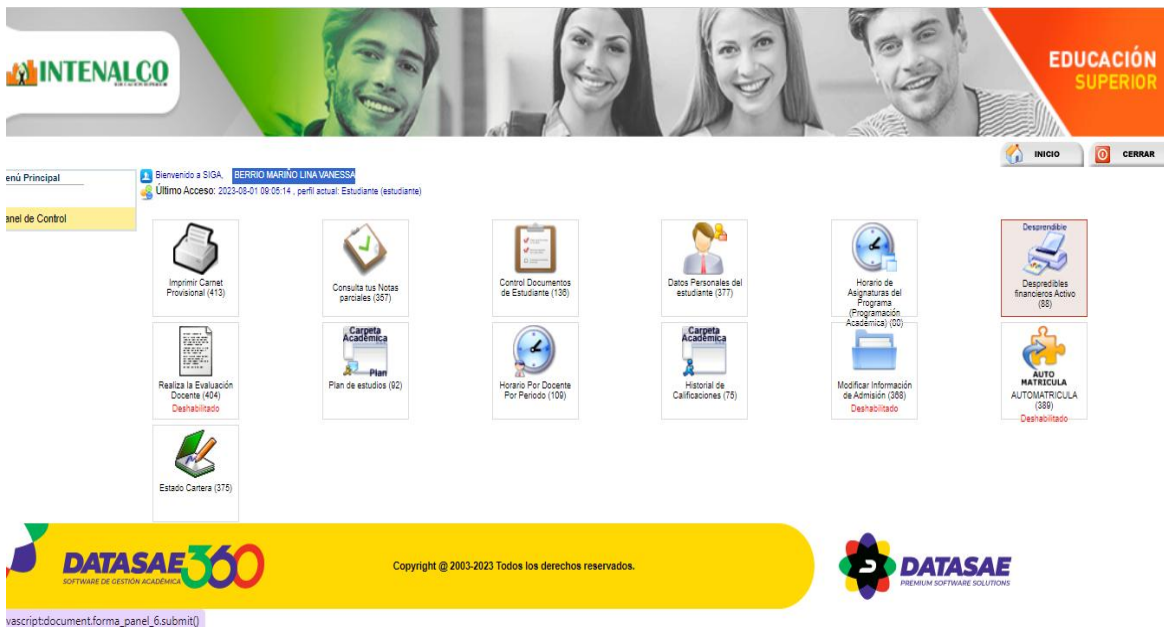 INTENALCO
EDUCACIÓN SUPERIOR
EDUCACIÓN
SUPERIOR
INICIO
CERRAR
enú Principal
anel de Control
Bienvenido a SIGA, BERRIO MARIÑO LINA VANESSA
Último Acceso: 2023-08-01 09:05:14 , perfil actual: Estudiante (estudiante)
Imprimir Carnet
Provisional (413)
Consulta tus Notas
parciales (357)
Control Documentos
de Estudiante (136)
Datos Personales del
estudiante (377)
Horario de
Asignaturas del
Programa
(Programación
Académica) (80)
Desprendible
Despredibles
financieros Activo
(88)
Realiza la Evaluación
Docente (404)
Deshabilitado
Carpeta
Académica
Plan
Plan de estudios (92)
Horario Por Docente
Por Periodo (109)
Carpeta
Académica
Historial de
Calificaciones (75)
Modificar Información
de Admisión (368)
Deshabilitado
AUTO
MATRICULA
AUTOMATRICULA
(389)
Deshabilitado
Estado Cartera (375)
DATASAE 360
SOFTWARE DE GESTIÓN ACADÉMICA
Copyright @ 2003-2023 Todos los derechos reservados.
DATASAE
PREMIUM SOFTWARE SOLUTIONS
vascript:document.forma_panel_6.submit()